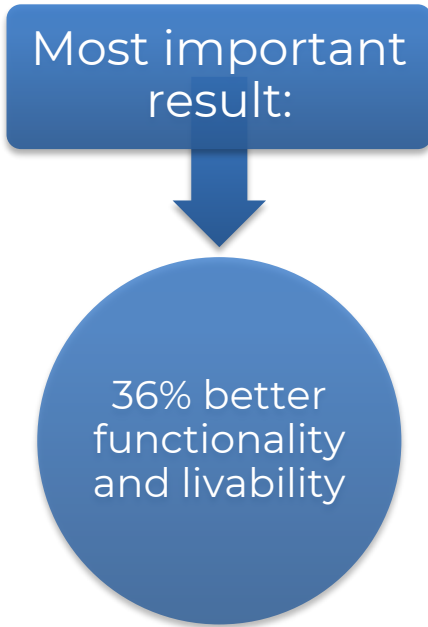 Most important
result:
36% better
functionality
and livability